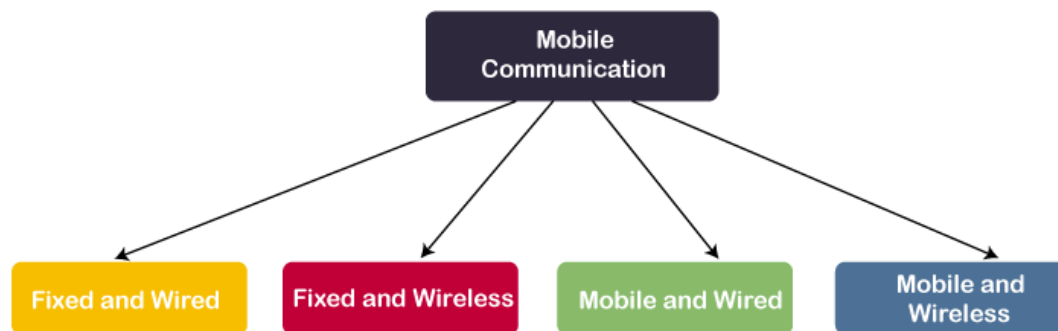 Mobile
Communication
Fixed and Wired
Fixed and Wireless
Mobile and Wired
Mobile and
Wireless